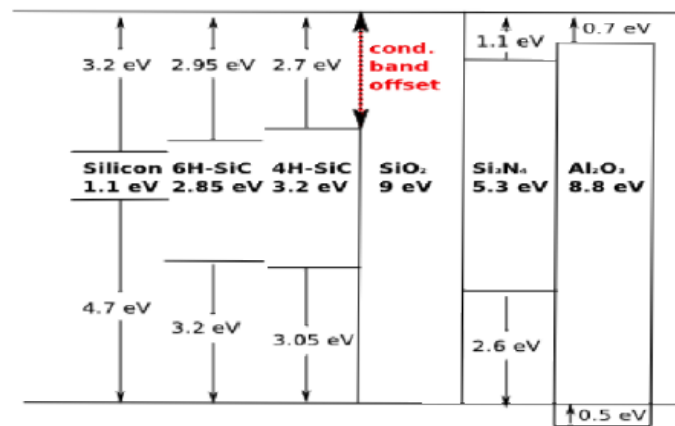 0.7 eV
cond.
band
offset
1.1 eV
3.2 eV 2.95 eV 2.7 eV
Silicon 6H-SiC 4H-SiC SiO₂ Si₃N₄ Al₂O₃
1.1 eV 2.85 eV 3.2 eV 9 eV 5.3 eV 8.8 eV
4.7 eV
3.2 eV
3.05 eV
2.6 eV
0.5 eV